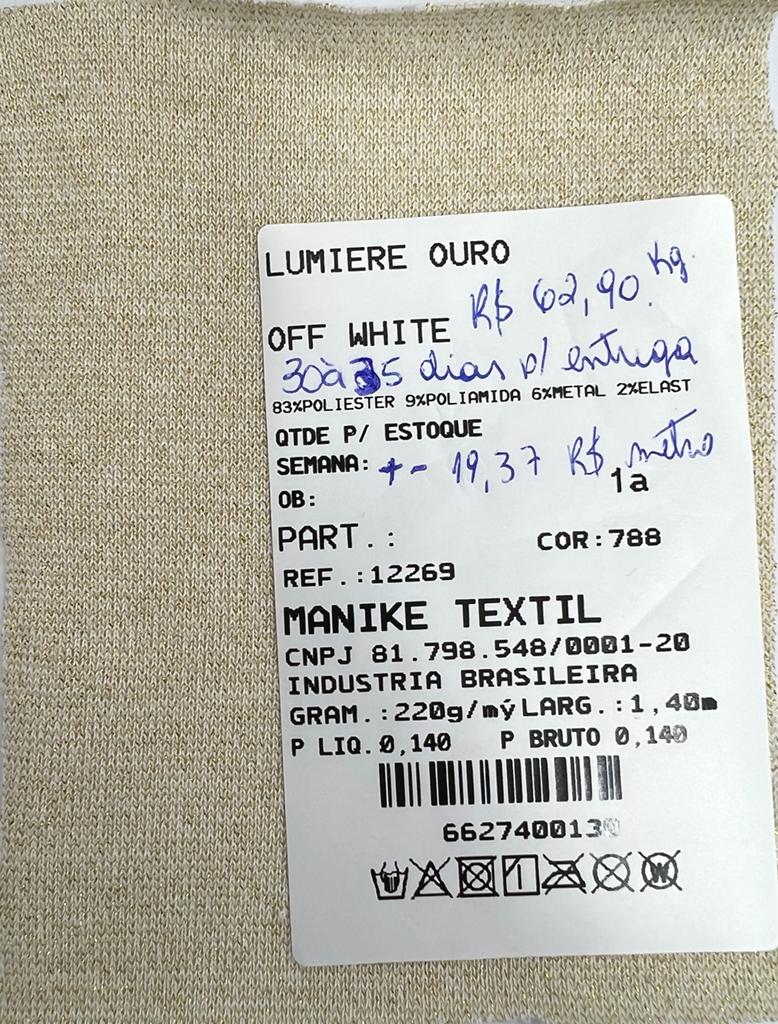 LUMIERE OURO
R$ 62,90 Kg.
OFF WHITE
30 à 35 dias p/ entrega
83%POLIESTER 9%POLIAMIDA 6%METAL 2%ELAST
QTDE P/ ESTOQUE
SEMANA: + - 19,37 R$ metro
OB: 1a
PART.: COR:788
REF.:12269
MANIKE TEXTIL
CNPJ 81.798.548/0001-20
INDUSTRIA BRASILEIRA
GRAM.:220g/mý LARG.:1,40m
P LIQ.0,140 P BRUTO 0,140